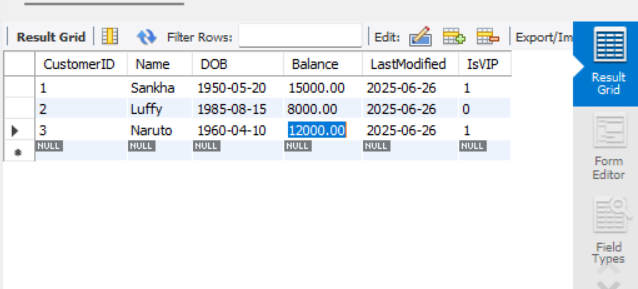 Result Grid Filter Rows: Edit: Export/Im
CustomerID Name DOB Balance LastModified IsVIP
1 Sankha 1950-05-20 15000.00 2025-06-26 1
2 Luffy 1985-08-15 8000.00 2025-06-26 0
3 Naruto 1960-04-10 12000.00 2025-06-26 1
NULL NULL NULL NULL NULL NULL
Result
Grid
Form
Editor
Field
Types